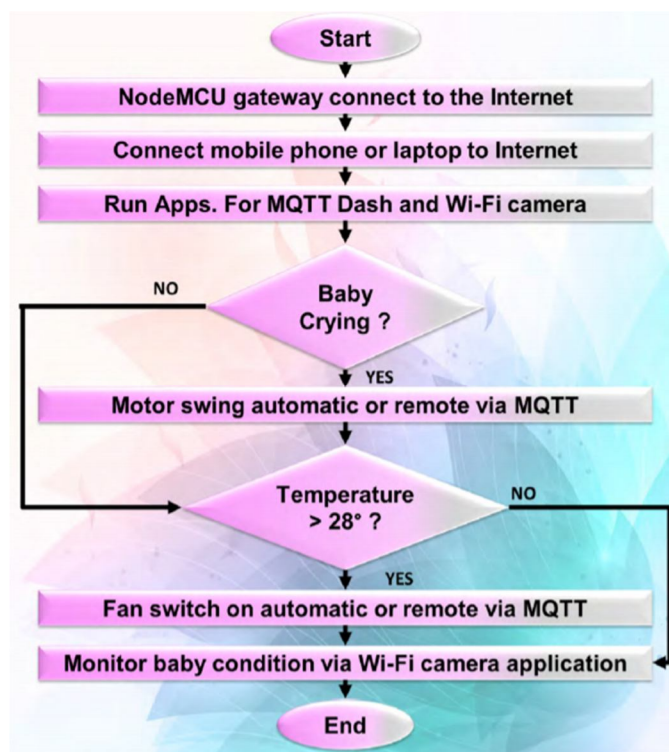 Start
NodeMCU gateway connect to the Internet
Connect mobile phone or laptop to Internet
Run Apps. For MQTT Dash and Wi-Fi camera
NO
Baby
Crying ?
YES
Motor swing automatic or remote via MQTT
Temperature
> 28° ?
NO
YES
Fan switch on automatic or remote via MQTT
Monitor baby condition via Wi-Fi camera application
End